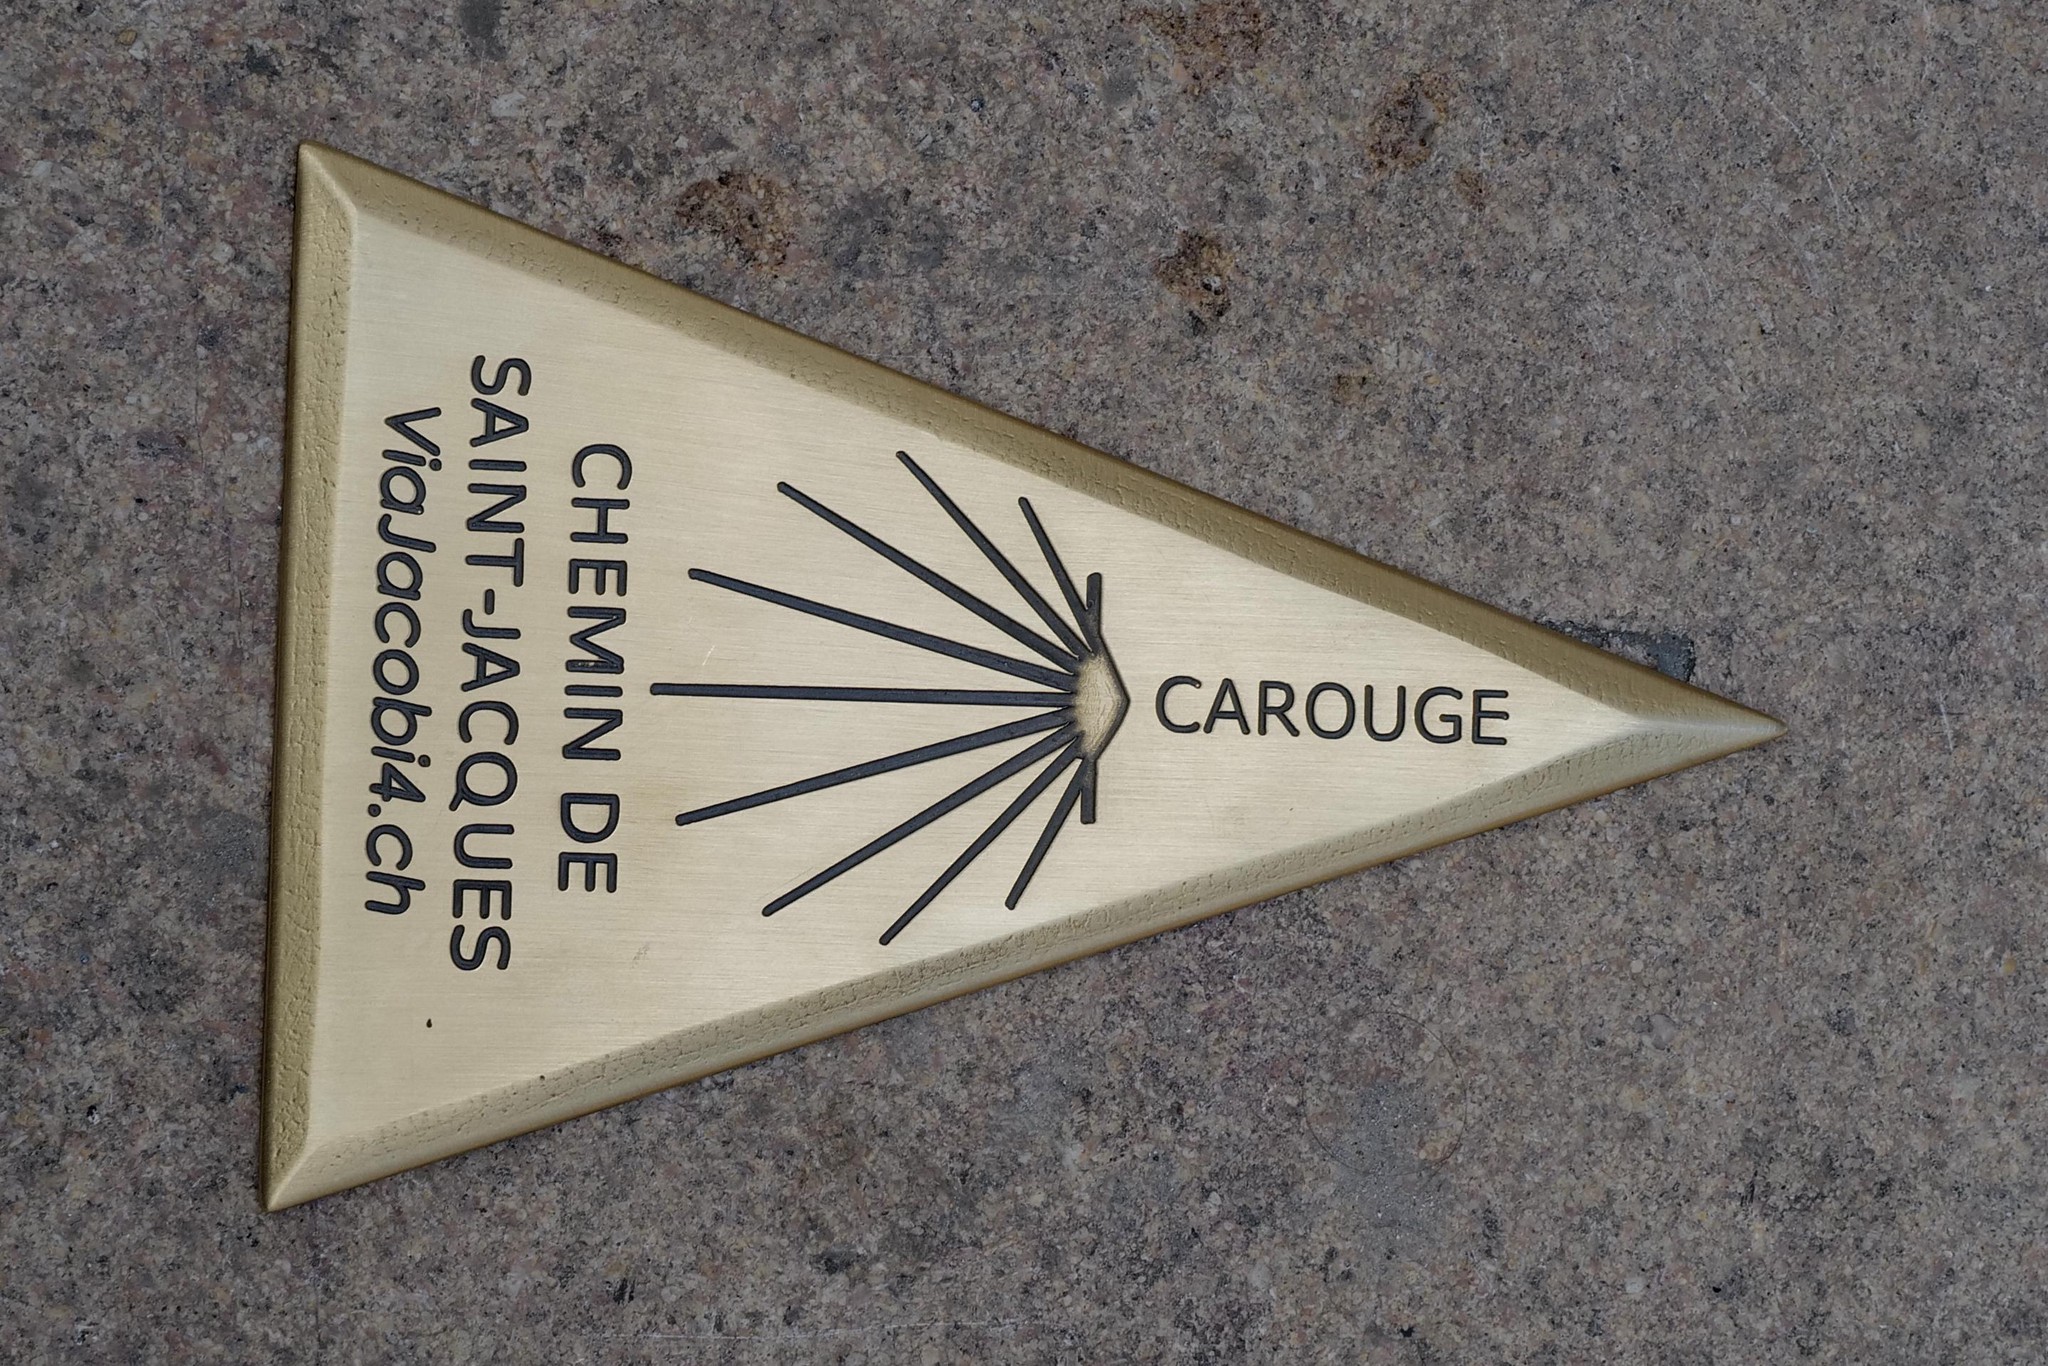 CAROUGE
CHEMIN DE
SAINT-JACQUES
ViaJacobi4.ch